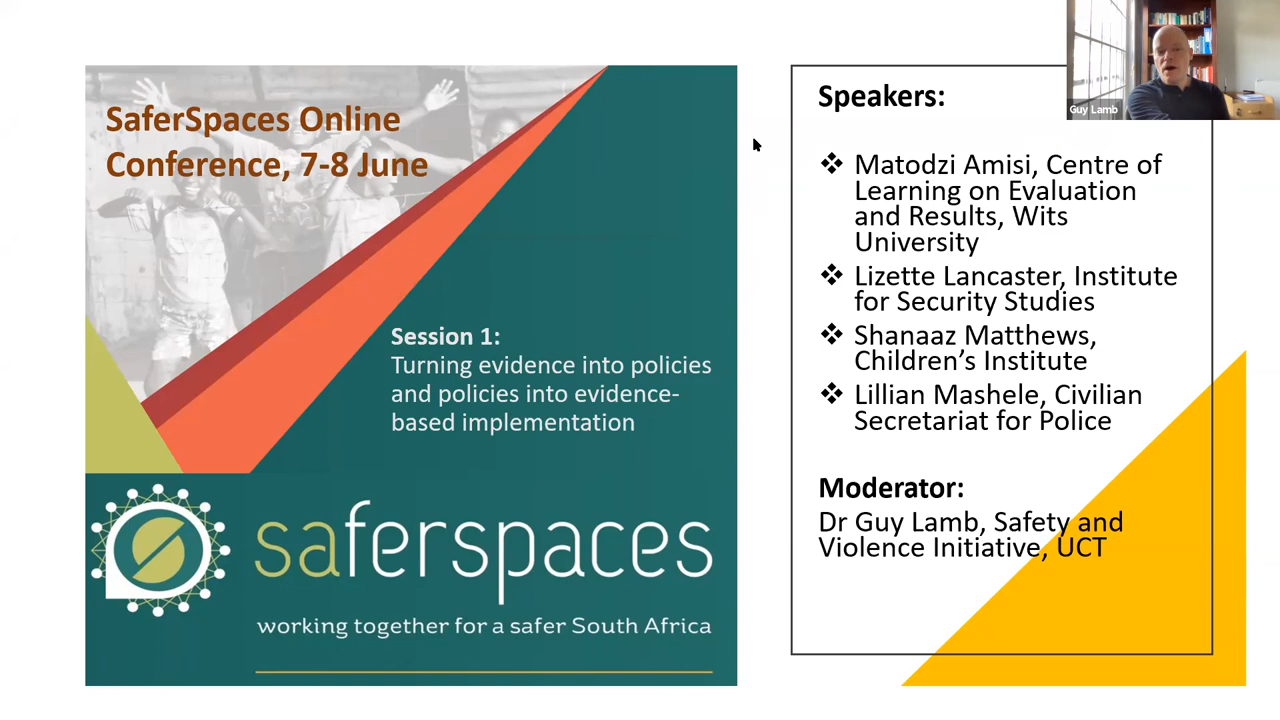 SaferSpaces Online
Conference, 7-8 June
Session 1:
Turning evidence into policies
and policies into evidence-
based implementation
saferspaces
working together for a safer South Africa
Speakers:
❖ Matodzi Amisi, Centre of
Learning on Evaluation
and Results, Wits
University
❖ Lizette Lancaster, Institute
for Security Studies
❖ Shanaaz Matthews,
Children’s Institute
❖ Lillian Mashele, Civilian
Secretariat for Police
Moderator:
Dr Guy Lamb, Safety and
Violence Initiative, UCT
Guy Lamb